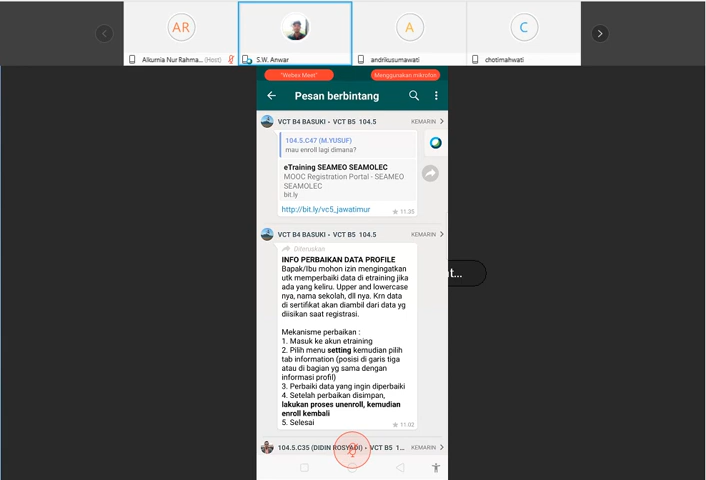 AR
A
C
Alkurnia Nur Rahma... (Host)
S.W. Anwar
andrikusumawati
chotimahwati
"Webex Meet"
Menggunakan mikrofon
Pesan berbintang
VCT B4 BASUKI • VCT B5 104.5
KEMARIN
104.5.C47 (M.YUSUF)
mau enroll lagi dimana?
eTraining SEAMEO SEAMOLEC
MOOC Registration Portal - SEAMEO
SEAMOLEC
bit.ly
http://bit.ly/vc5_jawatimur
11.35
VCT B4 BASUKI • VCT B5 104.5
KEMARIN
Diteruskan
INFO PERBAIKAN DATA PROFILE
Bapak/Ibu mohon izin mengingatkan
utk memperbaiki data di etraining jika
ada yang keliru. Upper and lowercase
nya, nama sekolah, dll nya. Krn data
di sertifikat akan diambil dari data yg
diisikan saat registrasi.
Mekanisme perbaikan :
1. Masuk ke akun etraining
2. Pilih menu setting kemudian pilih
tab information (posisi di garis tiga
atau di bagian yg sama dengan
informasi profil)
3. Perbaiki data yang ingin diperbaiki
4. Setelah perbaikan disimpan,
lakukan proses unenroll, kemudian
enroll kembali
5. Selesai
11.02
104.5.C35 (DIDIN ROSYADI) • VCT B5 1...
KEMARIN